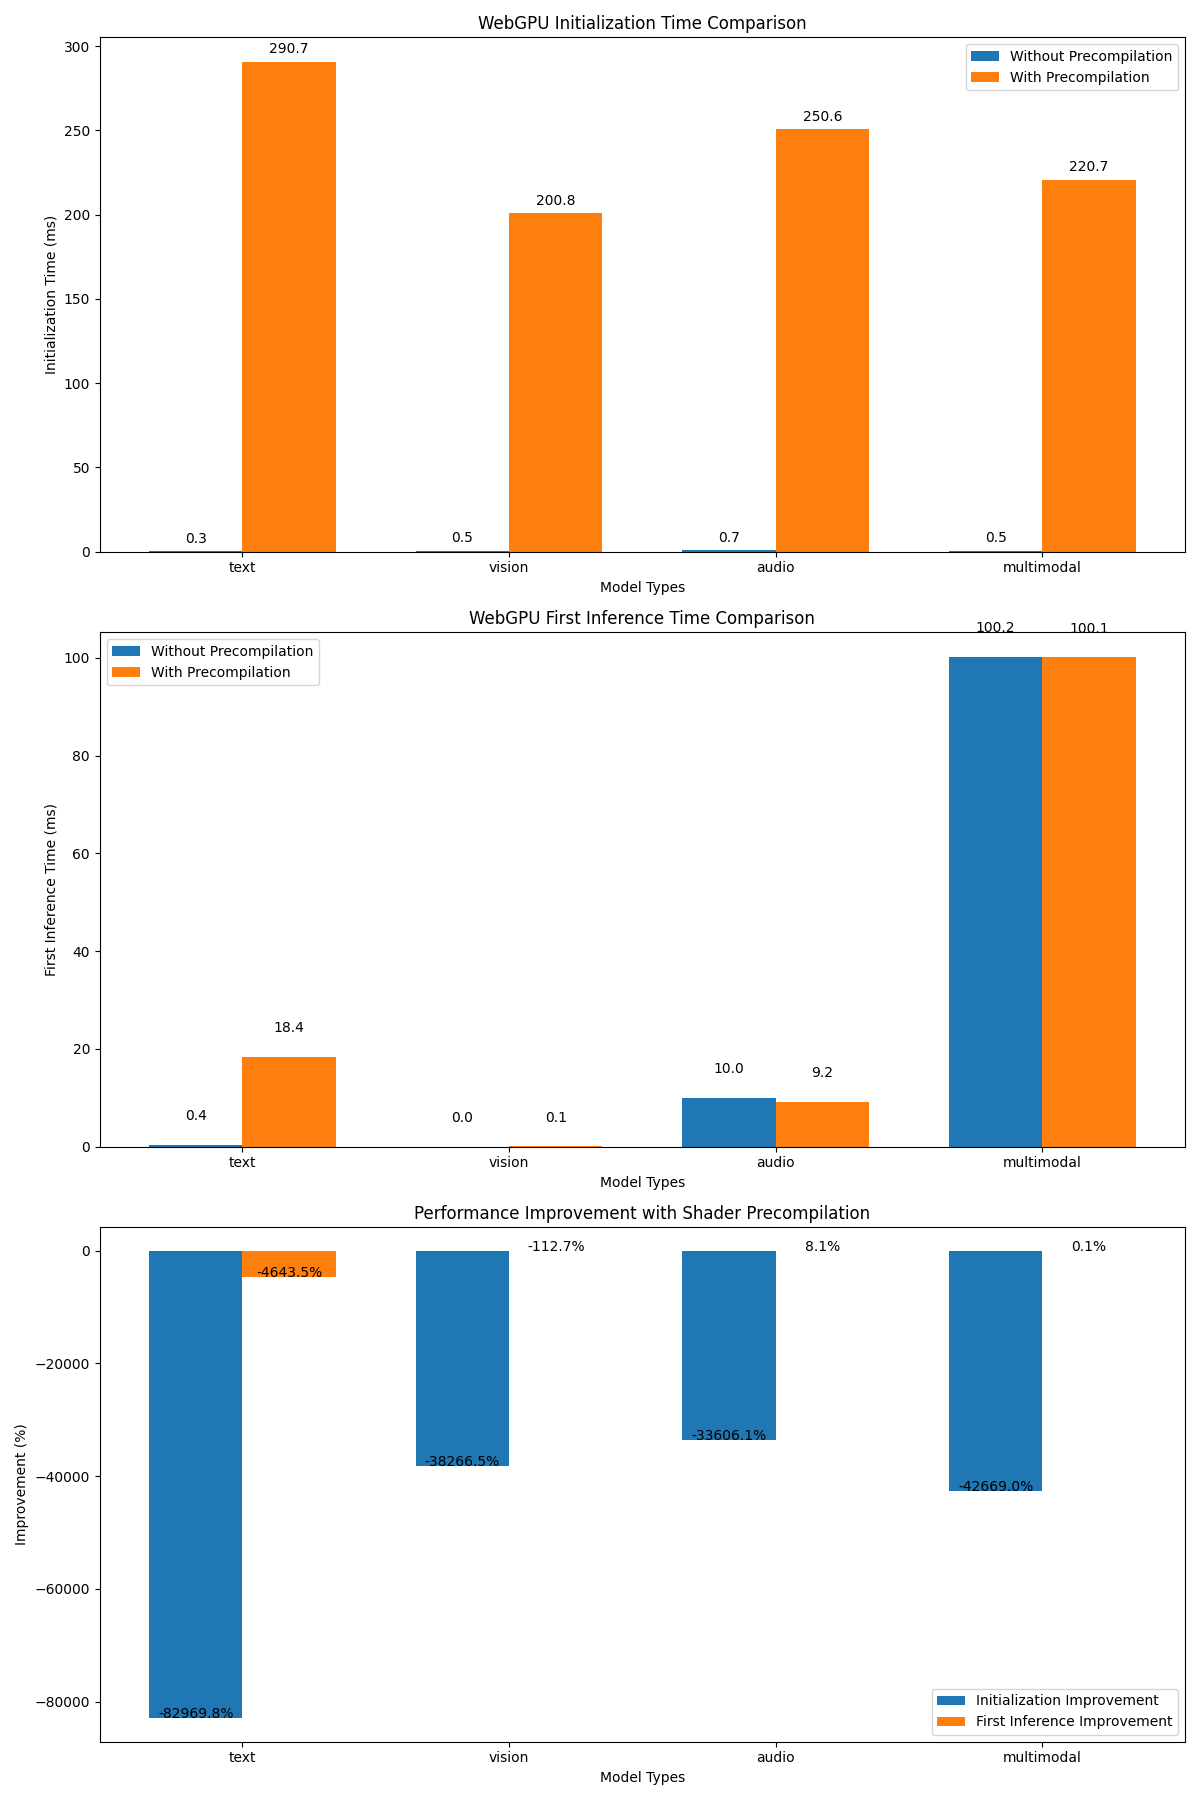 WebGPU Initialization Time Comparison
Initialization Time (ms)
300
250
200
150
100
50
0
Without Precompilation
With Precompilation
290.7
250.6
220.7
200.8
0.3
0.5
0.7
0.5
text
vision
audio
multimodal
Model Types
WebGPU First Inference Time Comparison
First Inference Time (ms)
100
80
60
40
20
0
Without Precompilation
With Precompilation
100.2
100.1
18.4
0.4
0.0
0.1
10.0
9.2
text
vision
audio
multimodal
Model Types
Performance Improvement with Shader Precompilation
Improvement (%)
0
−20000
−40000
−60000
−80000
-112.7%
8.1%
0.1%
-4643.5%
-33606.1%
-38266.5%
-42669.0%
-82969.8%
Initialization Improvement
First Inference Improvement
text
vision
audio
multimodal
Model Types